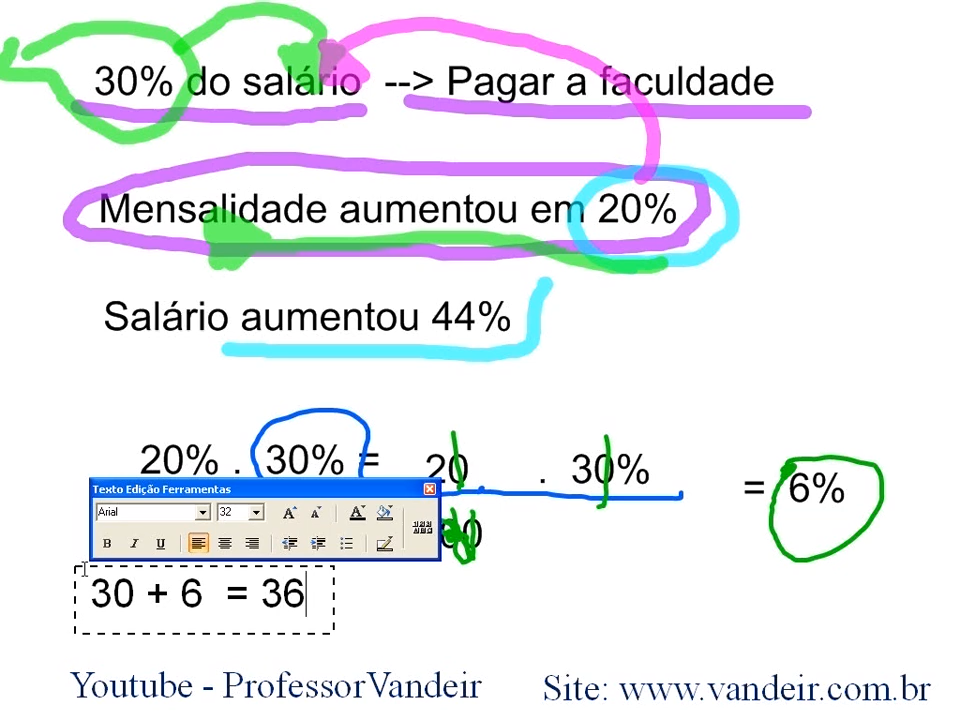 30% do salário --> Pagar a faculdade
Mensalidade aumentou em 20%
Salário aumentou 44%
20% . 30% = 20 . 30% = 6%
Texto Edição Ferramentas
Arial 32 A A A
B I U
30 + 6 = 36
Youtube - ProfessorVandeir Site: www.vandeir.com.br